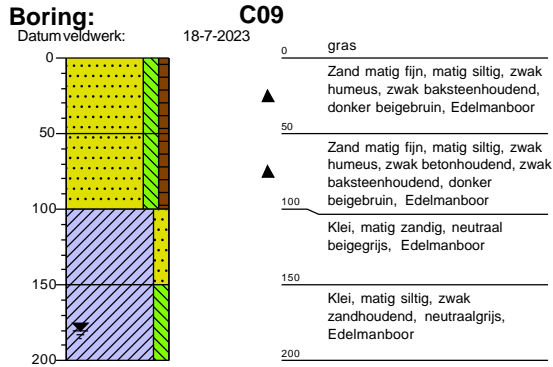 Boring: C09
Datum veldwerk: 18-7-2023
0
50
100
150
200
0 gras
Zand matig fijn, matig siltig, zwak
humeus, zwak baksteenhoudend,
donker beigebruin, Edelmanboor
50
Zand matig fijn, matig siltig, zwak
humeus, zwak betonhoudend, zwak
baksteenhoudend, donker
beigebruin, Edelmanboor
100
Klei, matig zandig, neutraal
beigegrijs, Edelmanboor
150
Klei, matig siltig, zwak
zandhoudend, neutraalgrijs,
Edelmanboor
200